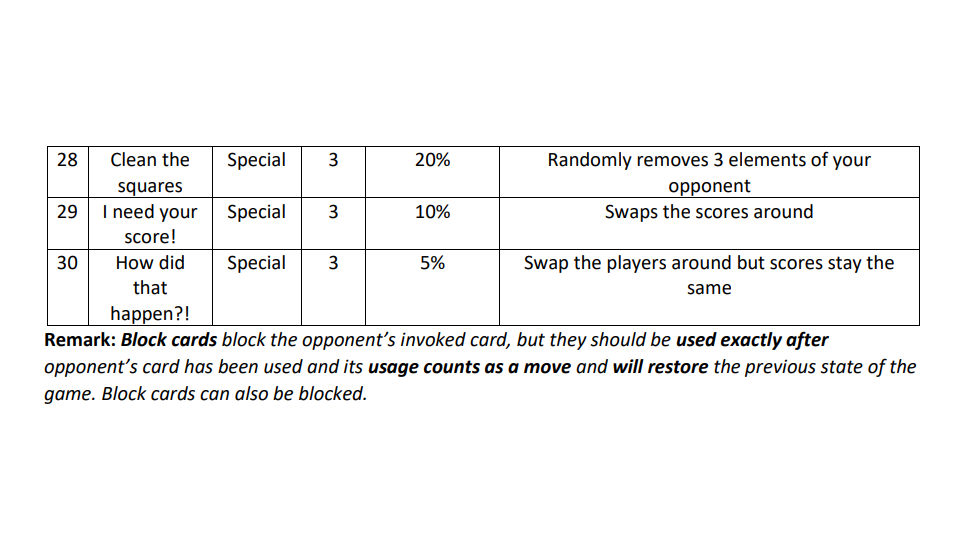 28 Clean the squares Special 3 20% Randomly removes 3 elements of your opponent
29 I need your score! Special 3 10% Swaps the scores around
30 How did that happen?! Special 3 5% Swap the players around but scores stay the same
Remark: Block cards block the opponent’s invoked card, but they should be used exactly after
opponent’s card has been used and its usage counts as a move and will restore the previous state of the
game. Block cards can also be blocked.